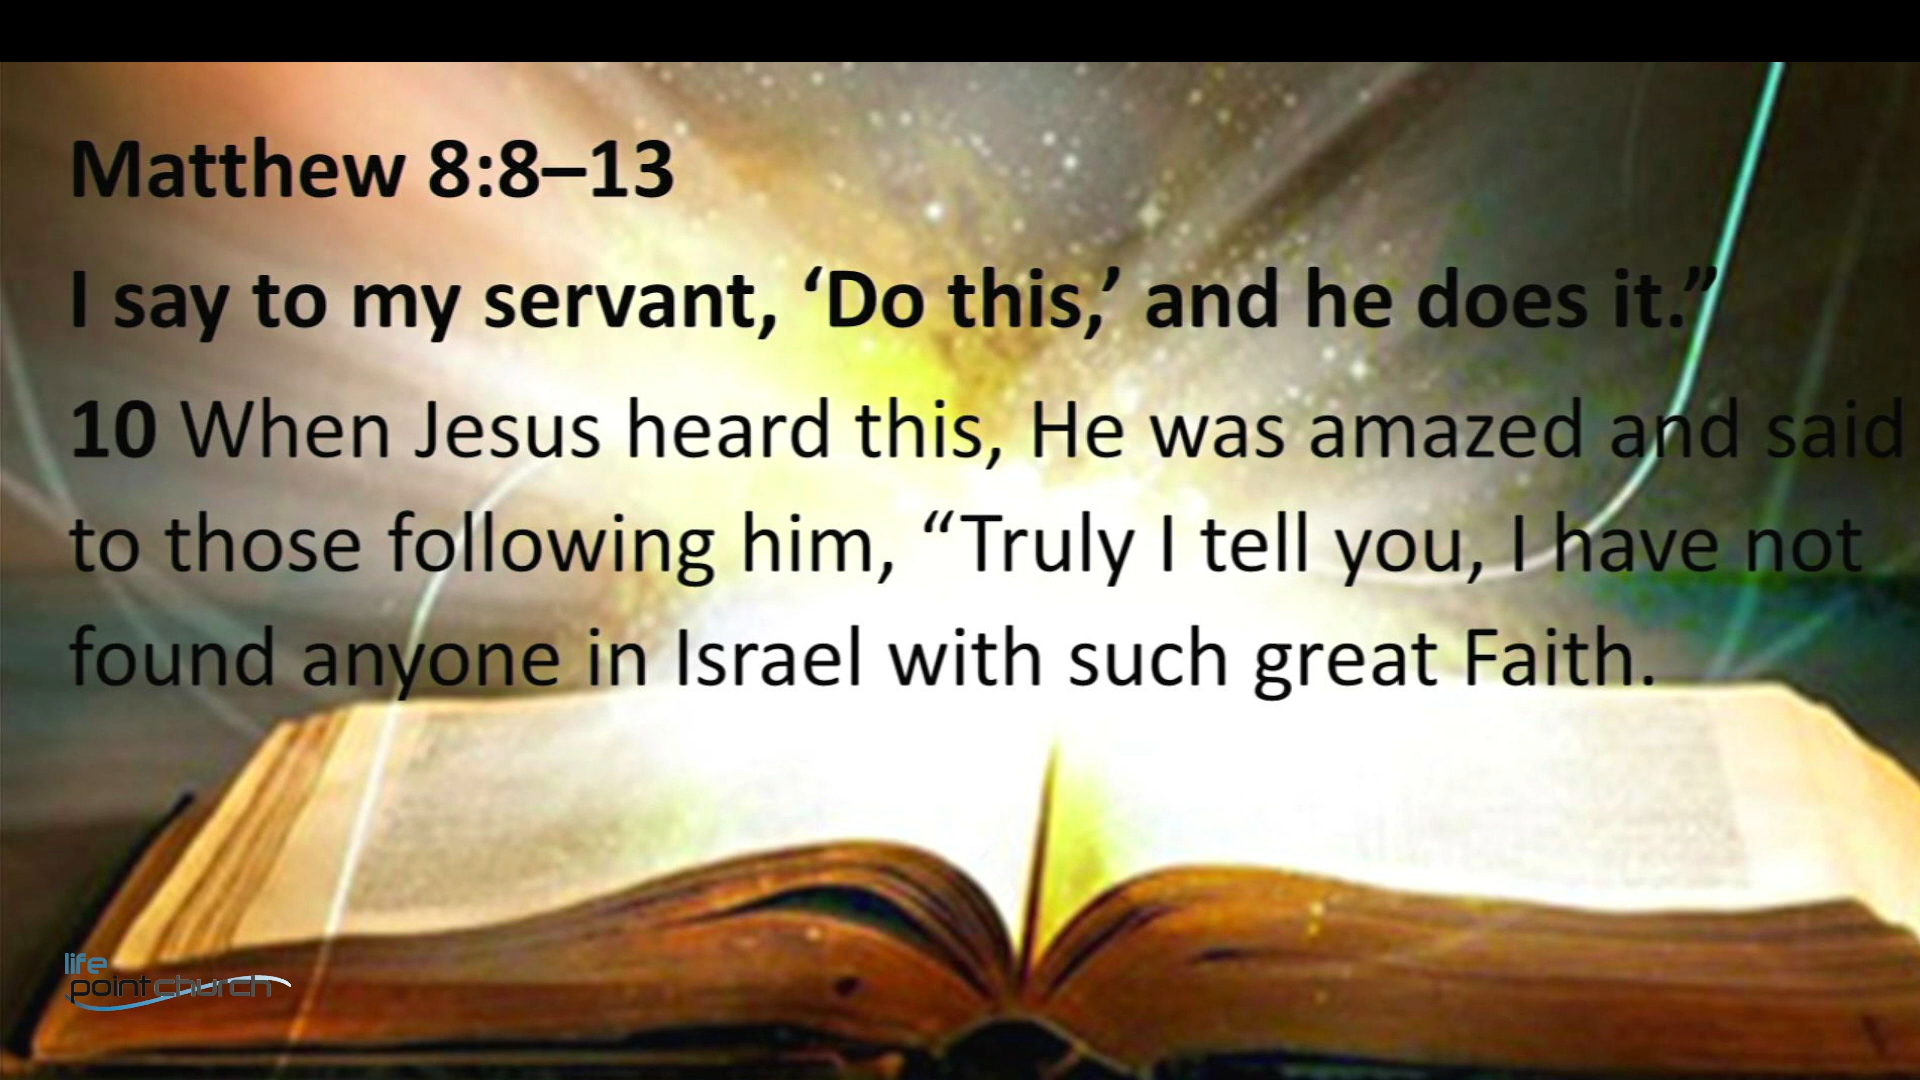 Matthew 8:8–13
I say to my servant, ‘Do this,’ and he does it.”
10 When Jesus heard this, He was amazed and said
to those following him, “Truly I tell you, I have not
found anyone in Israel with such great Faith.
life
pointchurch